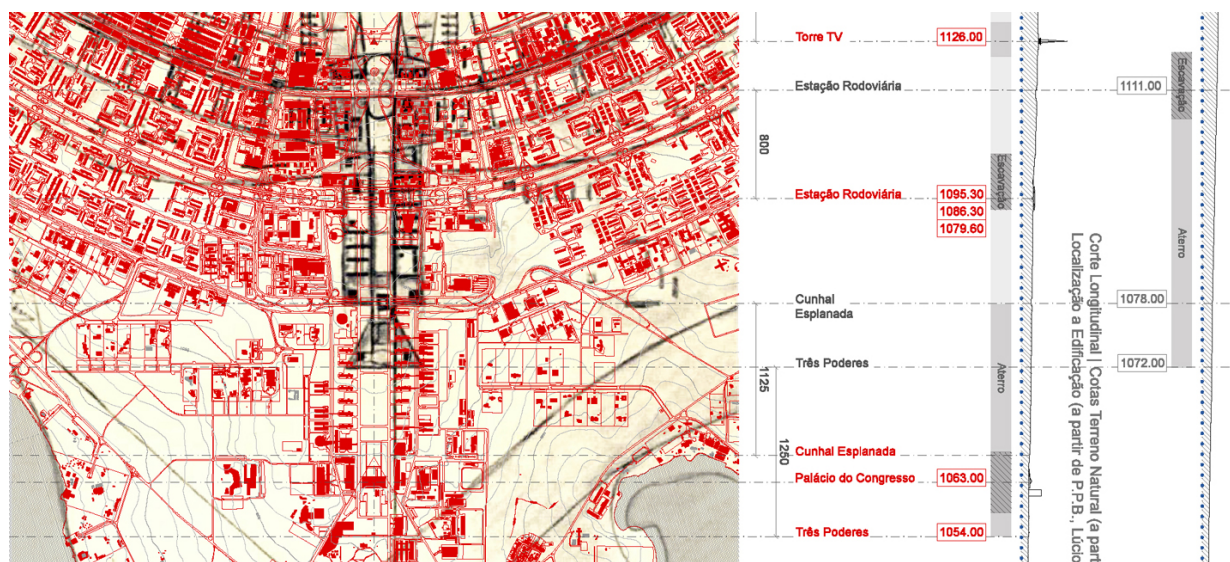 Torre TV 1126.00
Estação Rodoviária 1111.00
Escavação
800
Estação Rodoviária 1095.30
1086.30
1079.60
Escavação
Aterro
Cunhal
Esplanada
1078.00
Três Poderes 1072.00
1125
Aterro
Cunhal Esplanada
1250
Palácio do Congresso 1063.00
Três Poderes 1054.00
Corte Longitudinal | Cotas Terreno Natural (a part
Localização a Edificação (a partir de P.P.B., Lúcio